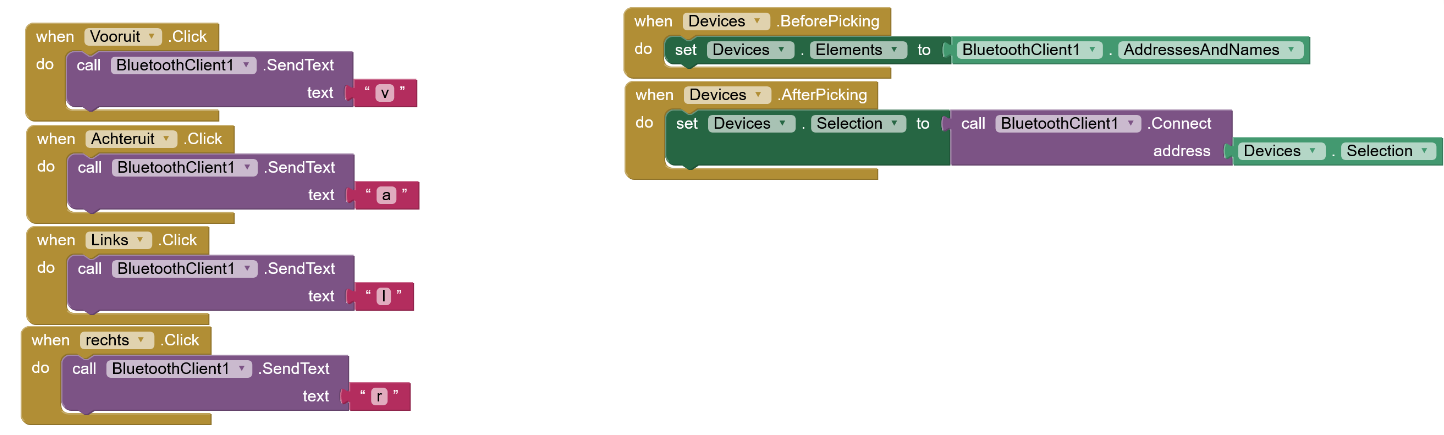 when Vooruit .Click
do call BluetoothClient1 .SendText
text " v "
when Achteruit .Click
do call BluetoothClient1 .SendText
text " a "
when Links .Click
do call BluetoothClient1 .SendText
text " l "
when rechts .Click
do call BluetoothClient1 .SendText
text " r "
when Devices .BeforePicking
do set Devices . Elements to BluetoothClient1 . AddressesAndNames
when Devices .AfterPicking
do set Devices . Selection to call BluetoothClient1 .Connect
address Devices . Selection